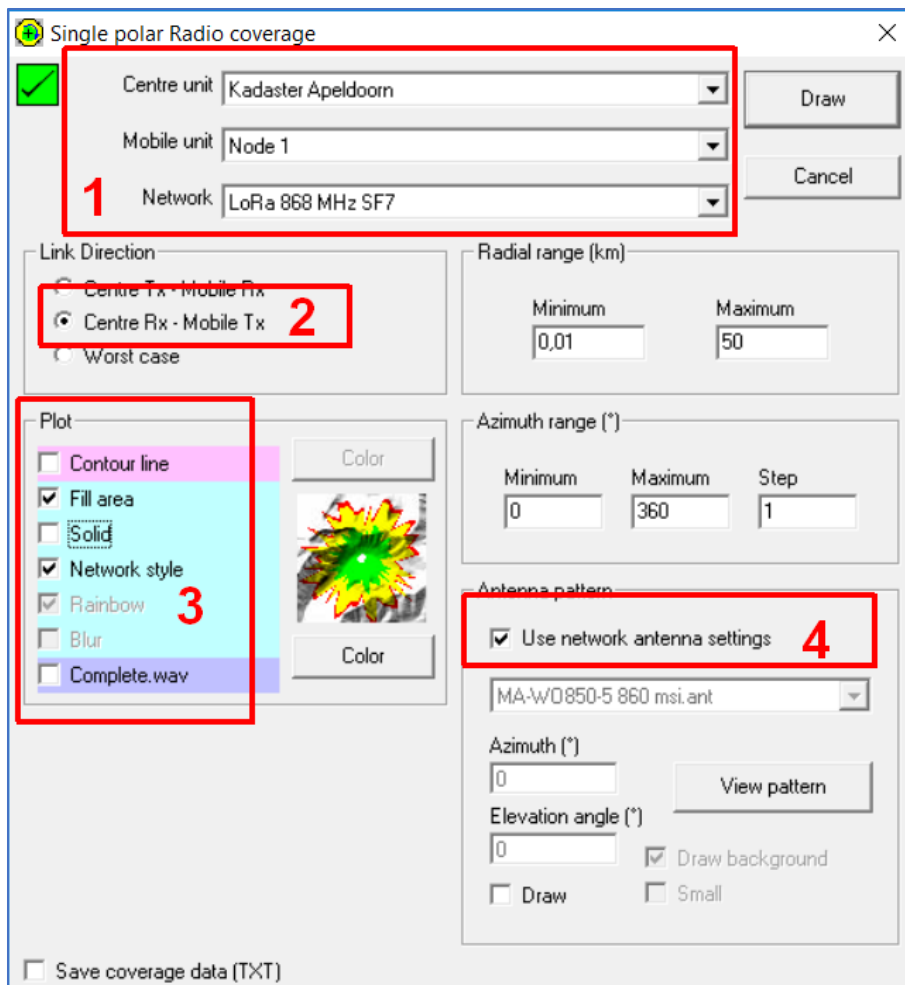 Single polar Radio coverage
Centre unit Kadaster Apeldoorn
Draw
Mobile unit Node 1
Cancel
1 Network LoRa 868 MHz SF7
Link Direction
Centre Tx - Mobile Rx
Centre Rx - Mobile Tx 2
Worst case
Radial range (km)
Minimum Maximum
0,01 50
Plot
Contour line
Fill area
Solid
Network style
Rainbow 3
Blur
Complete.wav
Color
Color
Azimuth range (°)
Minimum Maximum Step
0 360 1
Antenna pattern
Use network antenna settings 4
MA-WO850-5 860 msi.ant
Azimuth (°)
0
View pattern
Elevation angle (°)
0
Draw background
Draw Small
Save coverage data (TXT)